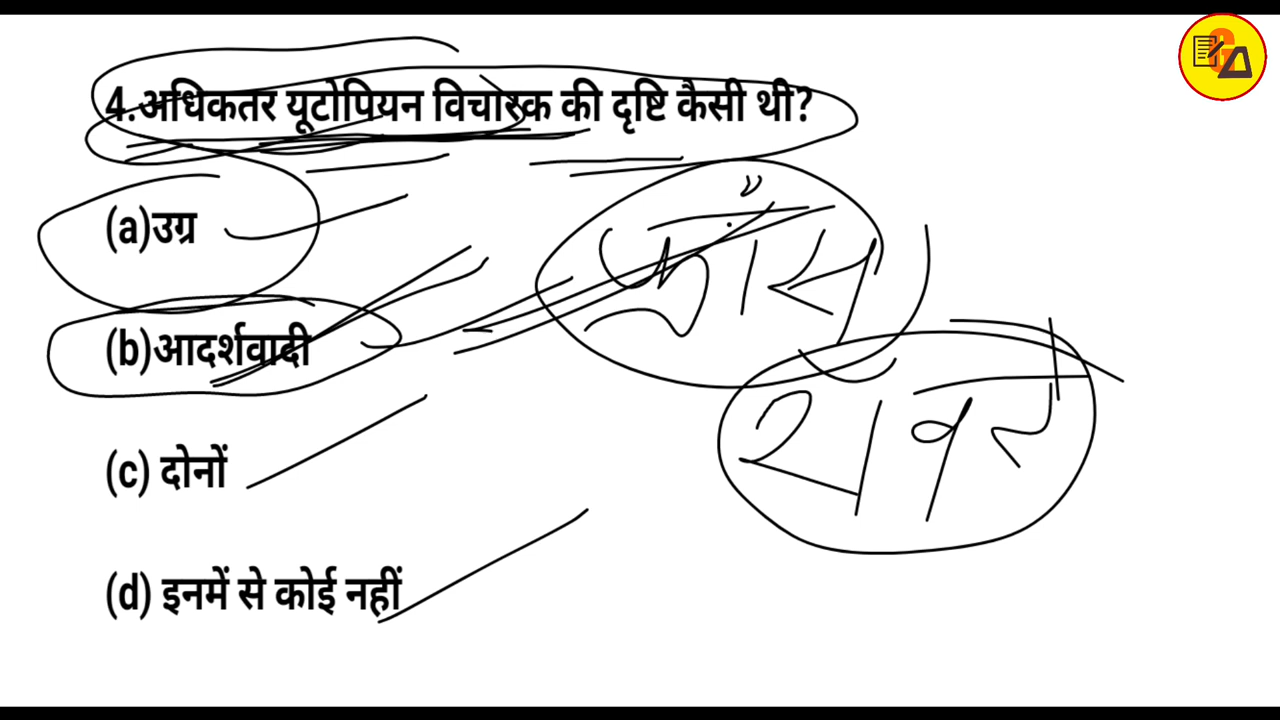 4.अधिकतर यूटोपियन विचारक की दृष्टि कैसी थी?
(a)उग्र
(b)आदर्शवादी
(c) दोनों
(d) इनमें से कोई नहीं